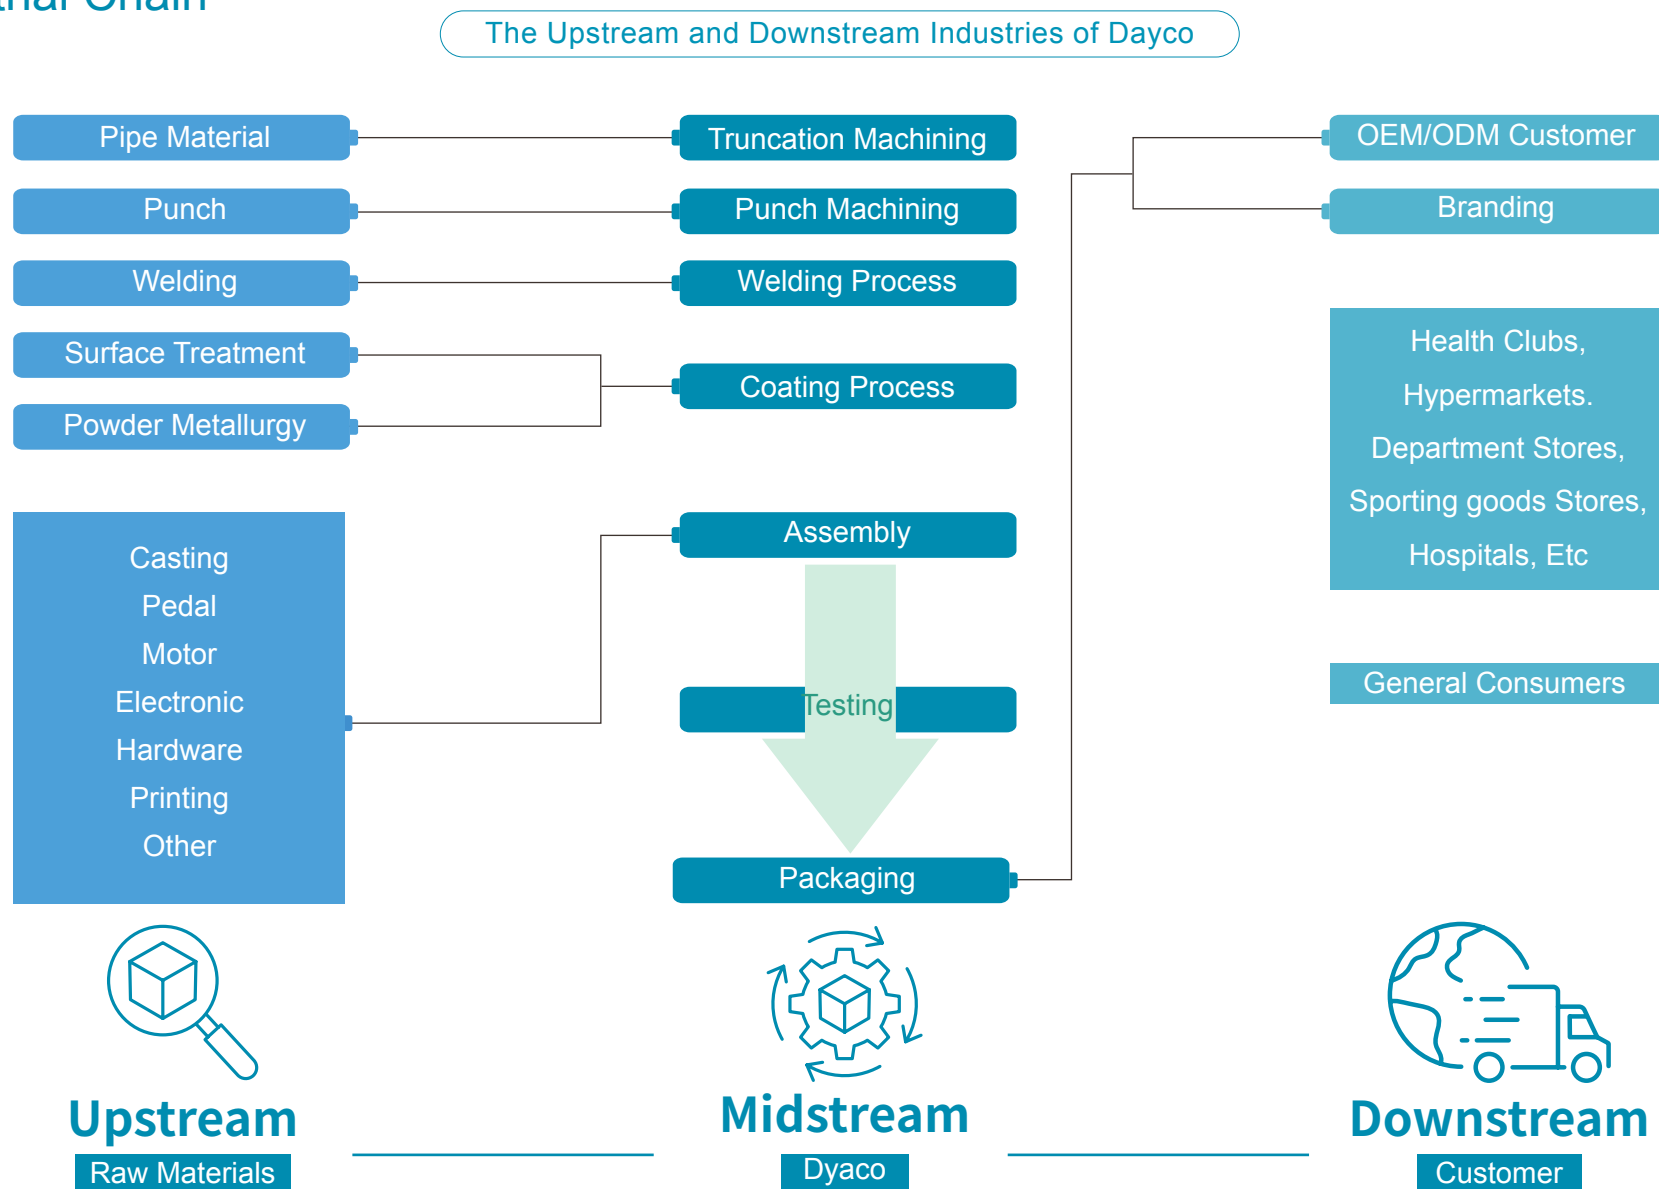 The Upstream and Downstream Industries of Dayco
Pipe Material
Punch
Welding
Surface Treatment
Powder Metallurgy
Casting
Pedal
Motor
Electronic
Hardware
Printing
Other
Truncation Machining
Punch Machining
Welding Process
Coating Process
Assembly
Testing
Packaging
OEM/ODM Customer
Branding
Health Clubs,
Hypermarkets.
Department Stores,
Sporting goods Stores,
Hospitals, Etc
General Consumers
Upstream
Raw Materials
Midstream
Dyaco
Downstream
Customer